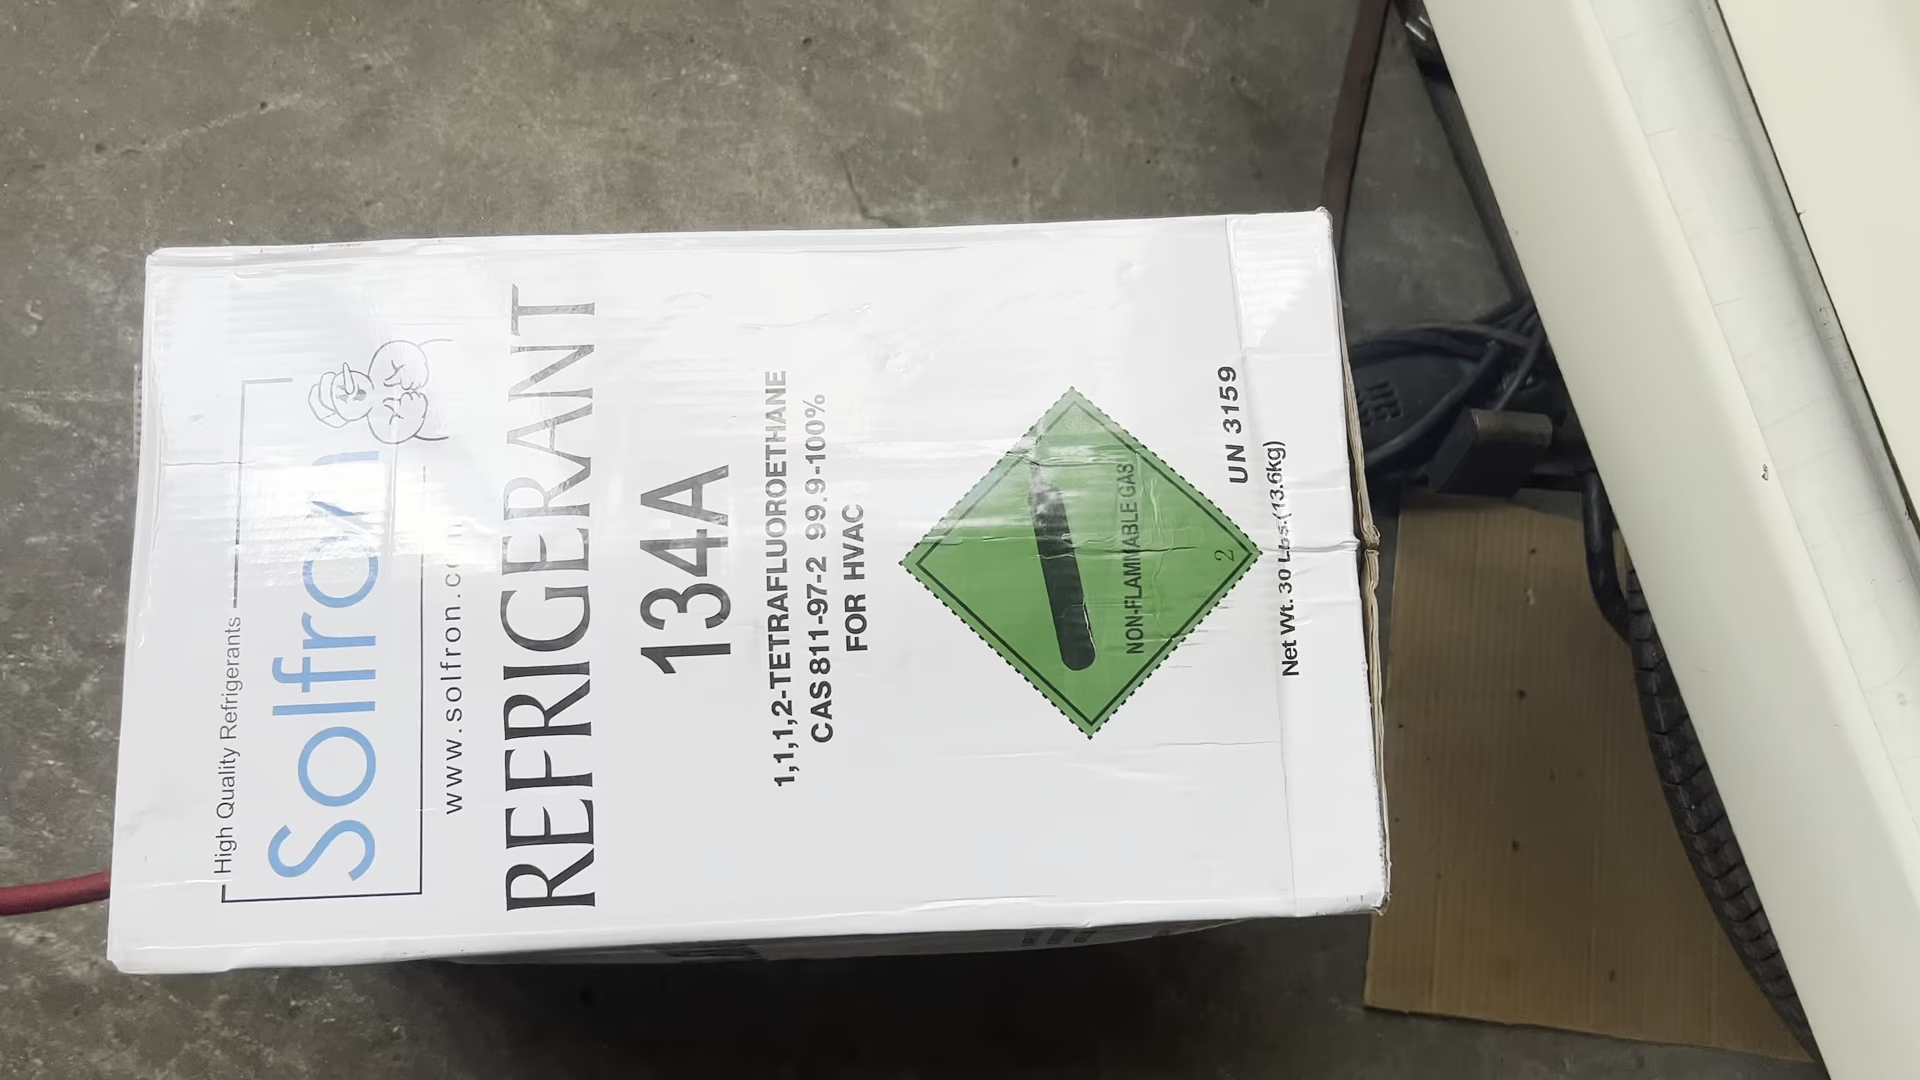 High Quality Refrigerants
Solfron
www.solfron.com
REFRIGERANT
134A
1,1,1,2-TETRAFLUOROETHANE
CAS 811-97-2 99.9-100%
FOR HVAC
NON-FLAMMABLE GAS
2
UN 3159
Net Wt. 30 Lbs.(13.6kg)